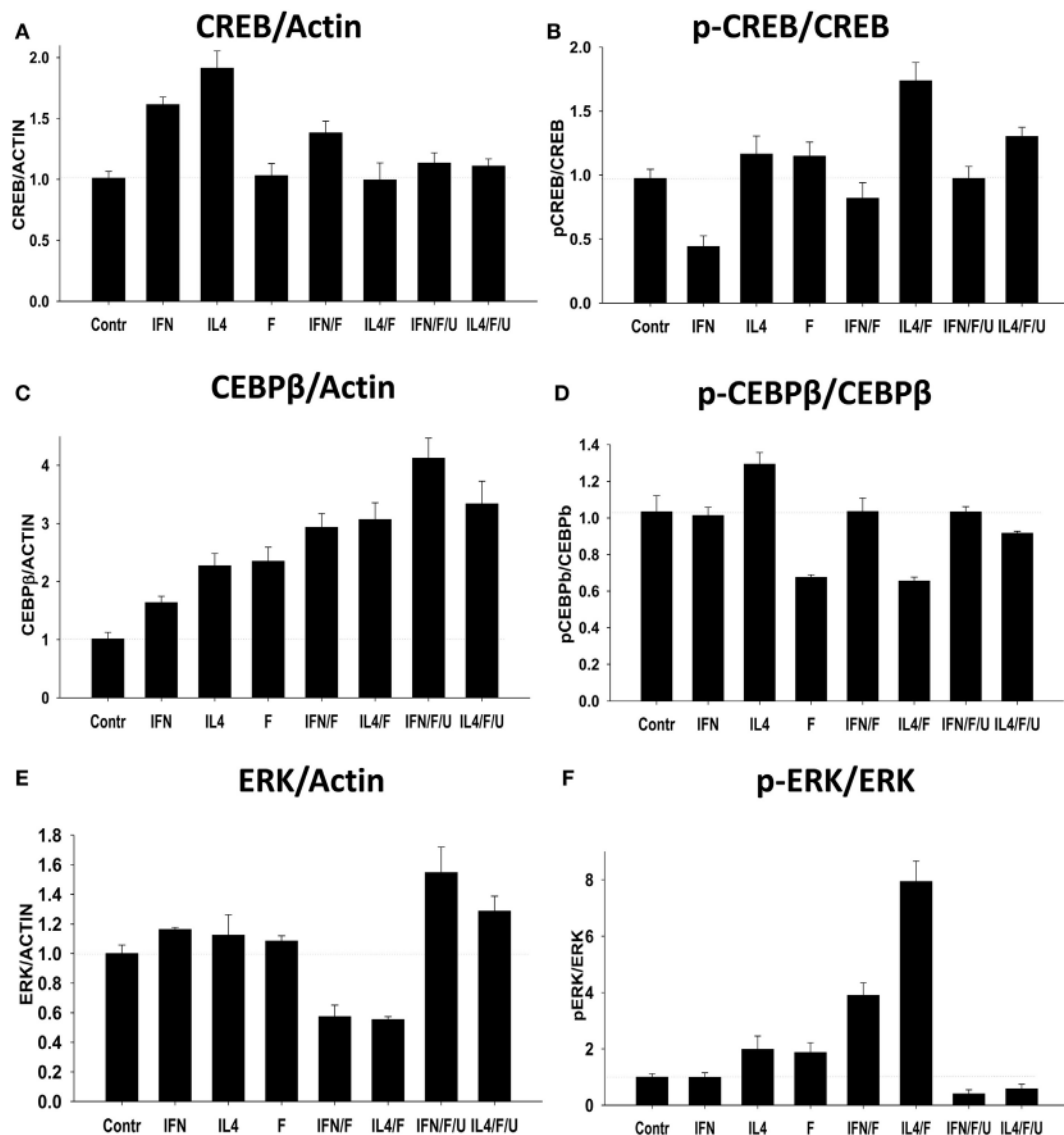 A
CREB/Actin
CREB/ACTIN
2.0
1.5
1.0
0.5
0.0
Contr IFN IL4 F IFN/F IL4/F IFN/F/U IL4/F/U
B
p-CREB/CREB
pCREB/CREB
2.0
1.5
1.0
0.5
0.0
Contr IFN IL4 F IFN/F IL4/F IFN/F/U IL4/F/U
C
CEBPβ/Actin
CEBPβ/ACTIN
4
3
2
1
0
Contr IFN IL4 F IFN/F IL4/F IFN/F/U IL4/F/U
D
p-CEBPβ/CEBPβ
pCEBPb/CEBPb
1.4
1.2
1.0
0.8
0.6
0.4
0.2
0.0
Contr IFN IL4 F IFN/F IL4/F IFN/F/U IL4/F/U
E
ERK/Actin
ERK/ACTIN
1.8
1.6
1.4
1.2
1.0
0.8
0.6
0.4
0.2
0.0
Contr IFN IL4 F IFN/F IL4/F IFN/F/U IL4/F/U
F
p-ERK/ERK
pERK/ERK
8
6
4
2
0
Contr IFN IL4 F IFN/F IL4/F IFN/F/U IL4/F/U